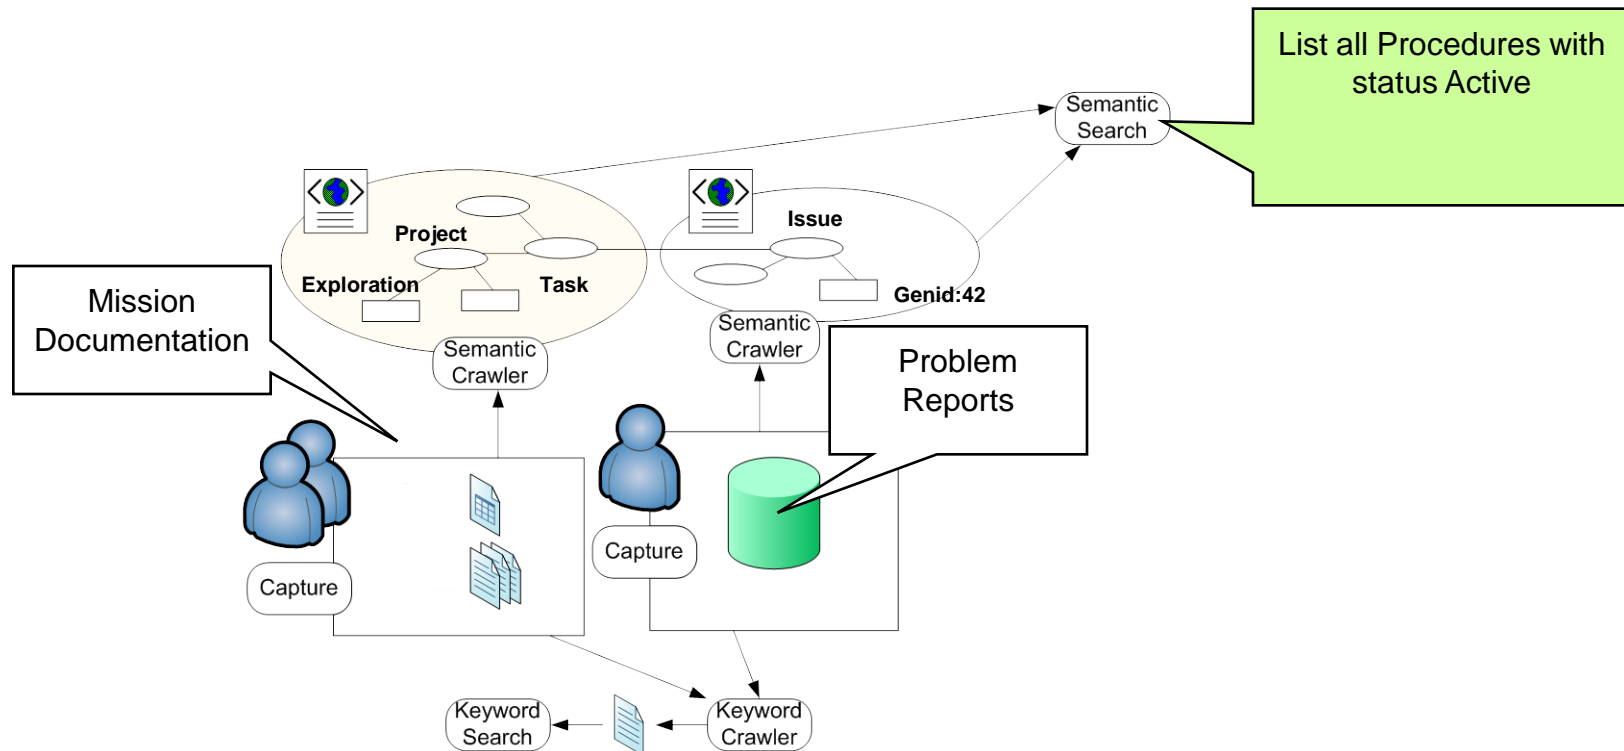 List all Procedures with
status Active
Semantic
Search
Issue
Project
Exploration
Task
Genid:42
Mission
Documentation
Semantic
Crawler
Semantic
Crawler
Problem
Reports
Capture
Capture
Keyword
Search
Keyword
Crawler